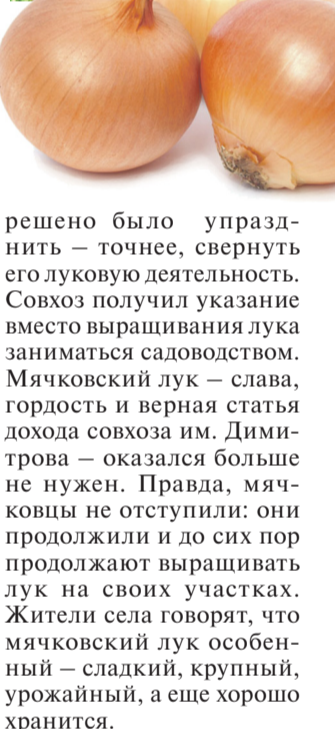 решено было упразд-
нить – точнее, свернуть
его луковую деятельность.
Совхоз получил указание
вместо выращивания лука
заниматься садоводством.
Мячковский лук – слава,
гордость и верная статья
дохода совхоза им. Дими-
трова – оказался больше
не нужен. Правда, мяч-
ковцы не отступили: они
продолжили и до сих пор
продолжают выращивать
лук на своих участках.
Жители села говорят, что
мячковский лук особен-
ный – сладкий, крупный,
урожайный, а еще хорошо
хранится.